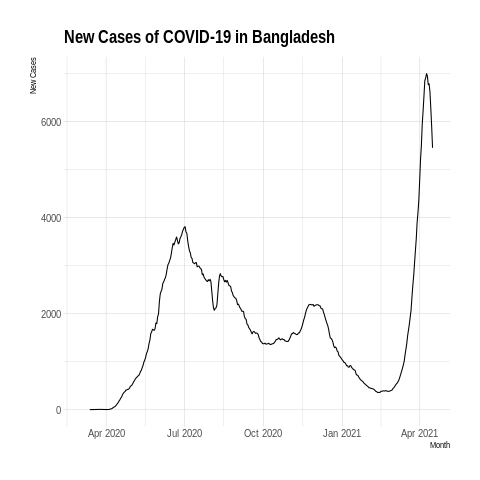 New Cases of COVID-19 in Bangladesh
New Cases
6000
4000
2000
0
Apr 2020 Jul 2020 Oct 2020 Jan 2021 Apr 2021
Month